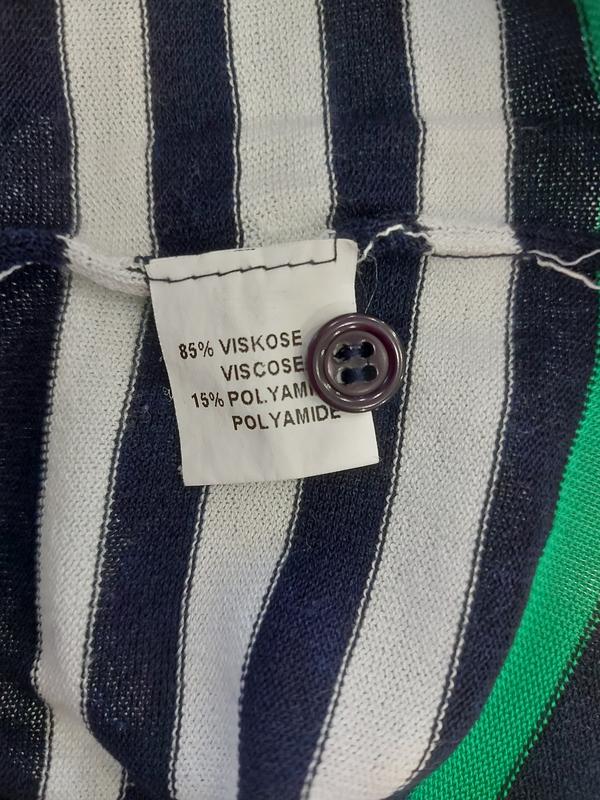 85% VISKOSE
VISCOSE
15% POLYAMI
POLYAMIDE